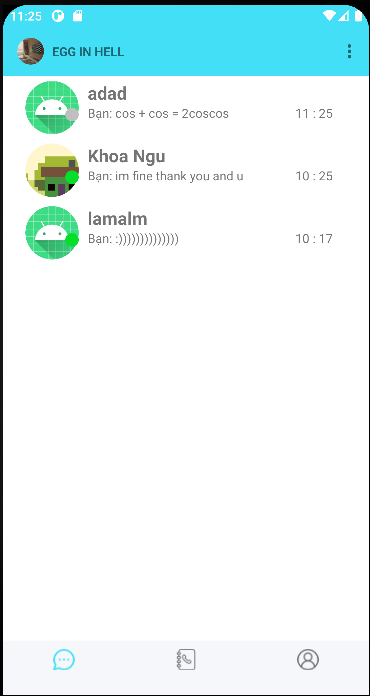 11:25
EGG IN HELL
adad
Bạn: cos + cos = 2coscos 11 : 25
Khoa Ngu
Bạn: im fine thank you and u 10 : 25
lamalm
Bạn: :)))))))))))))) 10 : 17